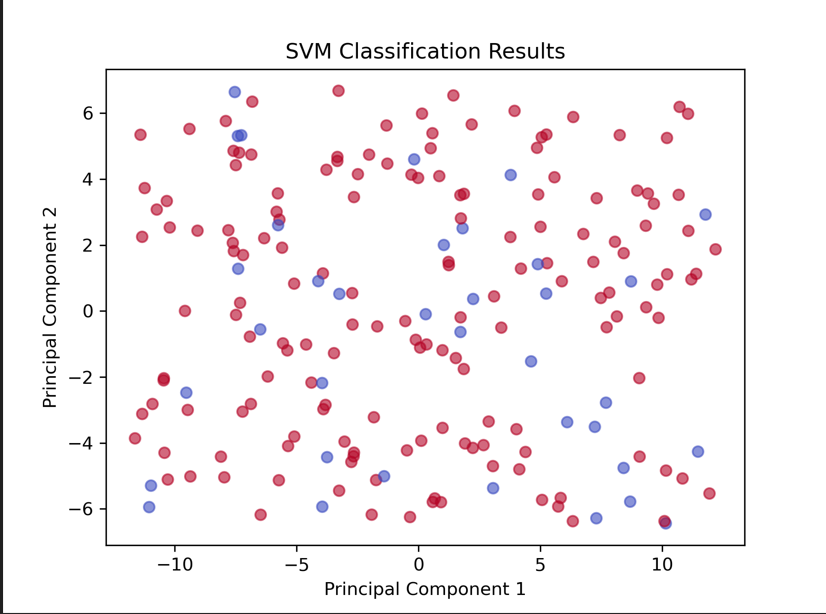 SVM Classification Results
6
4
2
0
−2
−4
−6
Principal Component 2
−10 −5 0 5 10
Principal Component 1